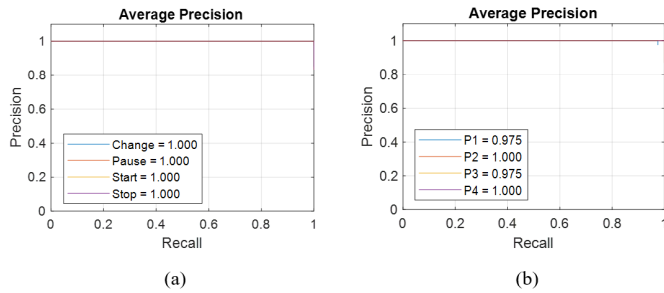 Average Precision
1
0.8
0.6
0.4
0.2
0
Precision
Change = 1.000
Pause = 1.000
Start = 1.000
Stop = 1.000
0 0.2 0.4 0.6 0.8 1
Recall
(a)
Average Precision
1
0.8
0.6
0.4
0.2
0
Precision
P1 = 0.975
P2 = 1.000
P3 = 0.975
P4 = 1.000
0 0.2 0.4 0.6 0.8 1
Recall
(b)